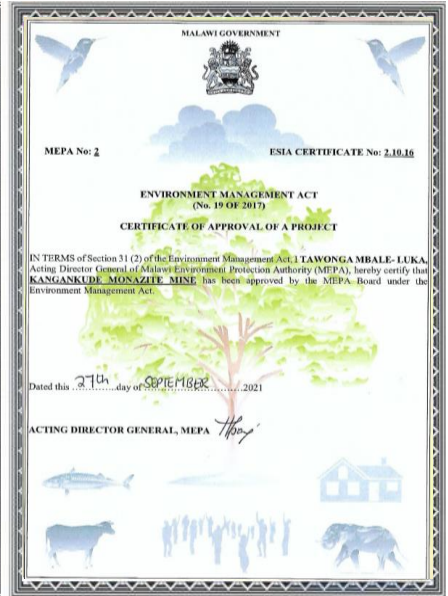 MALAWI GOVERNMENT
MEPA No: 2
ESIA CERTIFICATE No: 2.10.16
ENVIRONMENT MANAGEMENT ACT
(No. 19 OF 2017)
CERTIFICATE OF APPROVAL OF A PROJECT
IN TERMS of Section 31 (2) of the Environment Management Act, I TAWONGA MBALE- LUKA,
Acting Director General of Malawi Environment Protection Authority (MEPA), hereby certify that
KANGANKUDE MONAZITE MINE has been approved by the MEPA Board under the
Environment Management Act.
Dated this 27th day of SEPTEMBER 2021
ACTING DIRECTOR GENERAL, MEPA